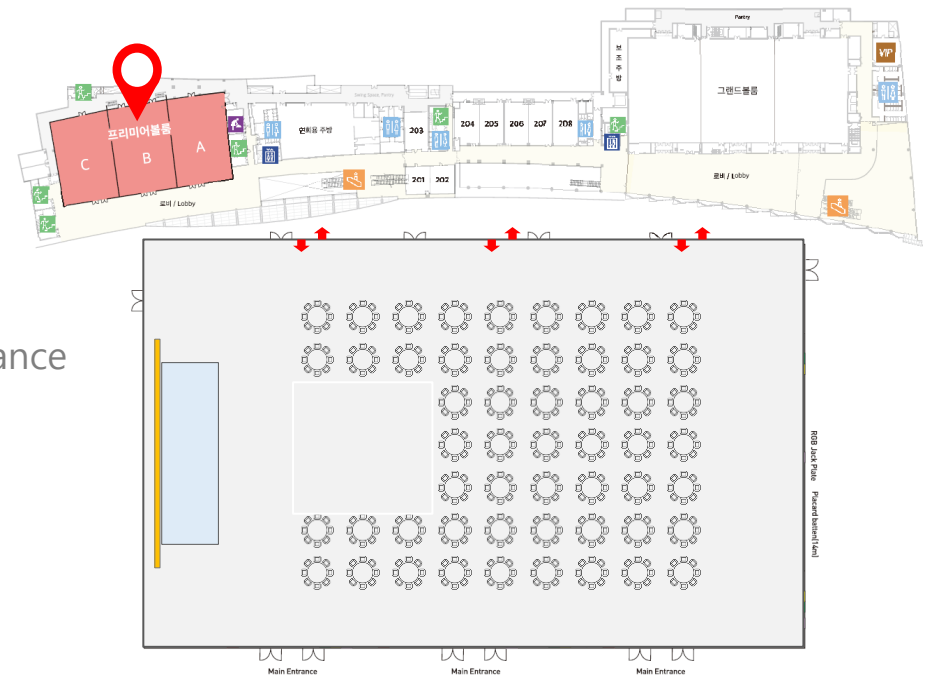 Pantry
VIP
보조주방
그랜드볼룸
프리미어볼룸
C
B
A
연회용 주방
203
204 205 206 207 208
201 202
로비 / Lobby
로비 / Lobby
ance
RGB Jack Plate
Placard batten(14m)
Main Entrance
Main Entrance
Main Entrance